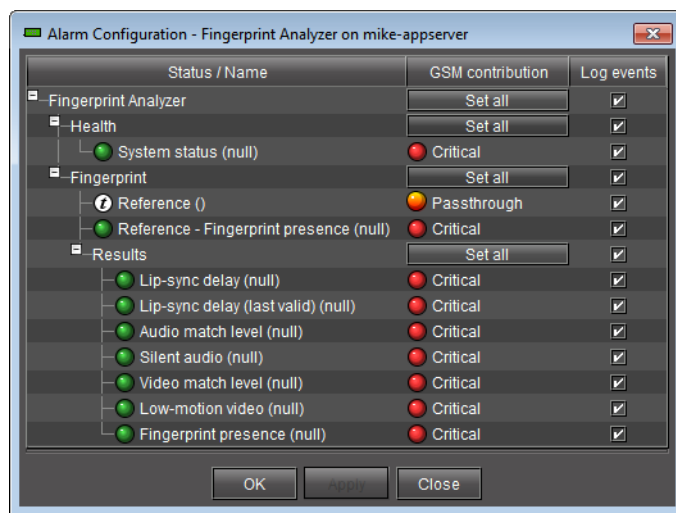 Alarm Configuration - Fingerprint Analyzer on mike-appserver
Status / Name GSM contribution Log events
Fingerprint Analyzer Set all
Health Set all
System status (null) Critical
Fingerprint Set all
t Reference () Passthrough
Reference - Fingerprint presence (null) Critical
Results Set all
Lip-sync delay (null) Critical
Lip-sync delay (last valid) (null) Critical
Audio match level (null) Critical
Silent audio (null) Critical
Video match level (null) Critical
Low-motion video (null) Critical
Fingerprint presence (null) Critical
OK Apply Close